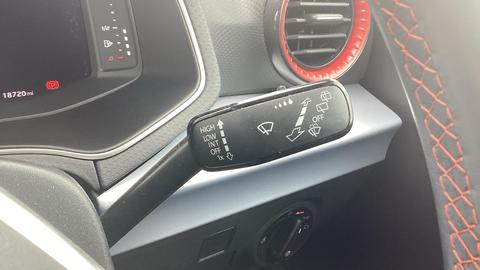 18720mi
HIGH
LOW
INT
OFF
1x
OFF